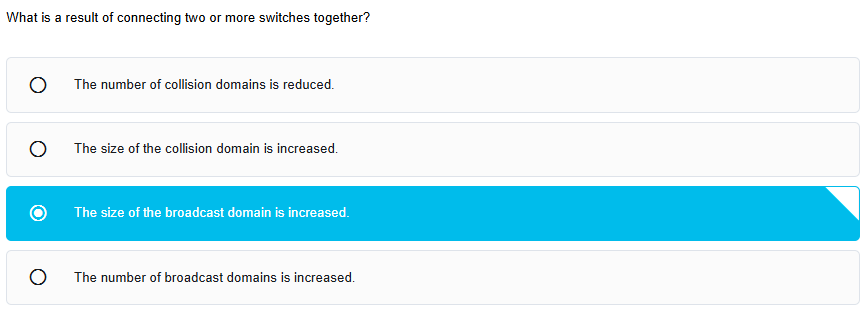 What is a result of connecting two or more switches together?
The number of collision domains is reduced.
The size of the collision domain is increased.
The size of the broadcast domain is increased.
The number of broadcast domains is increased.